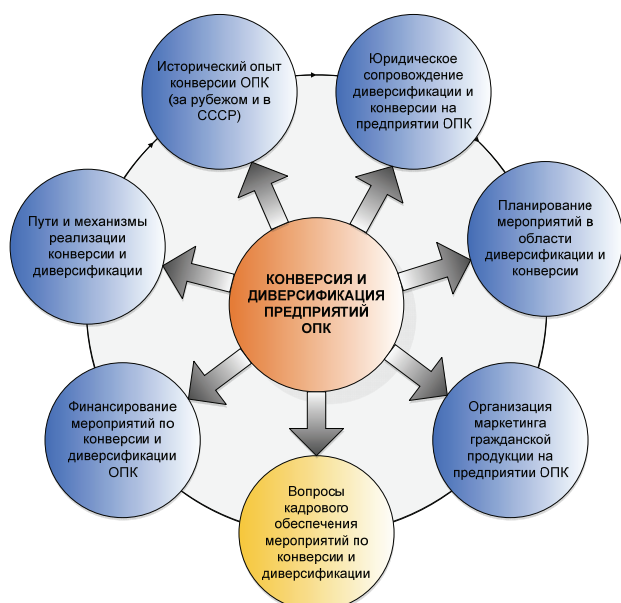 Исторический опыт
конверсии ОПК
(за рубежом и в
СССР)
Юридическое
сопровождение
диверсификации и
конверсии на
предприятии ОПК
Пути и механизмы
реализации
конверсии и
диверсификации
Планирование
мероприятий в
области
диверсификации и
конверсии
КОНВЕРСИЯ И
ДИВЕРСИФИКАЦИЯ
ПРЕДПРИЯТИЙ
ОПК
Финансирование
мероприятий по
конверсии и
диверсификации
ОПК
Организация
маркетинга
гражданской
продукции на
предприятии ОПК
Вопросы
кадрового
обеспечения
мероприятий по
конверсии и
диверсификации